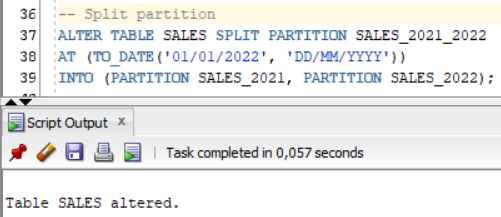 36 -- Split partition
37 ALTER TABLE SALES SPLIT PARTITION SALES_2021_2022
38 AT (TO_DATE('01/01/2022', 'DD/MM/YYYY'))
39 INTO (PARTITION SALES_2021, PARTITION SALES_2022);
Script Output x
Task completed in 0,057 seconds
Table SALES altered.